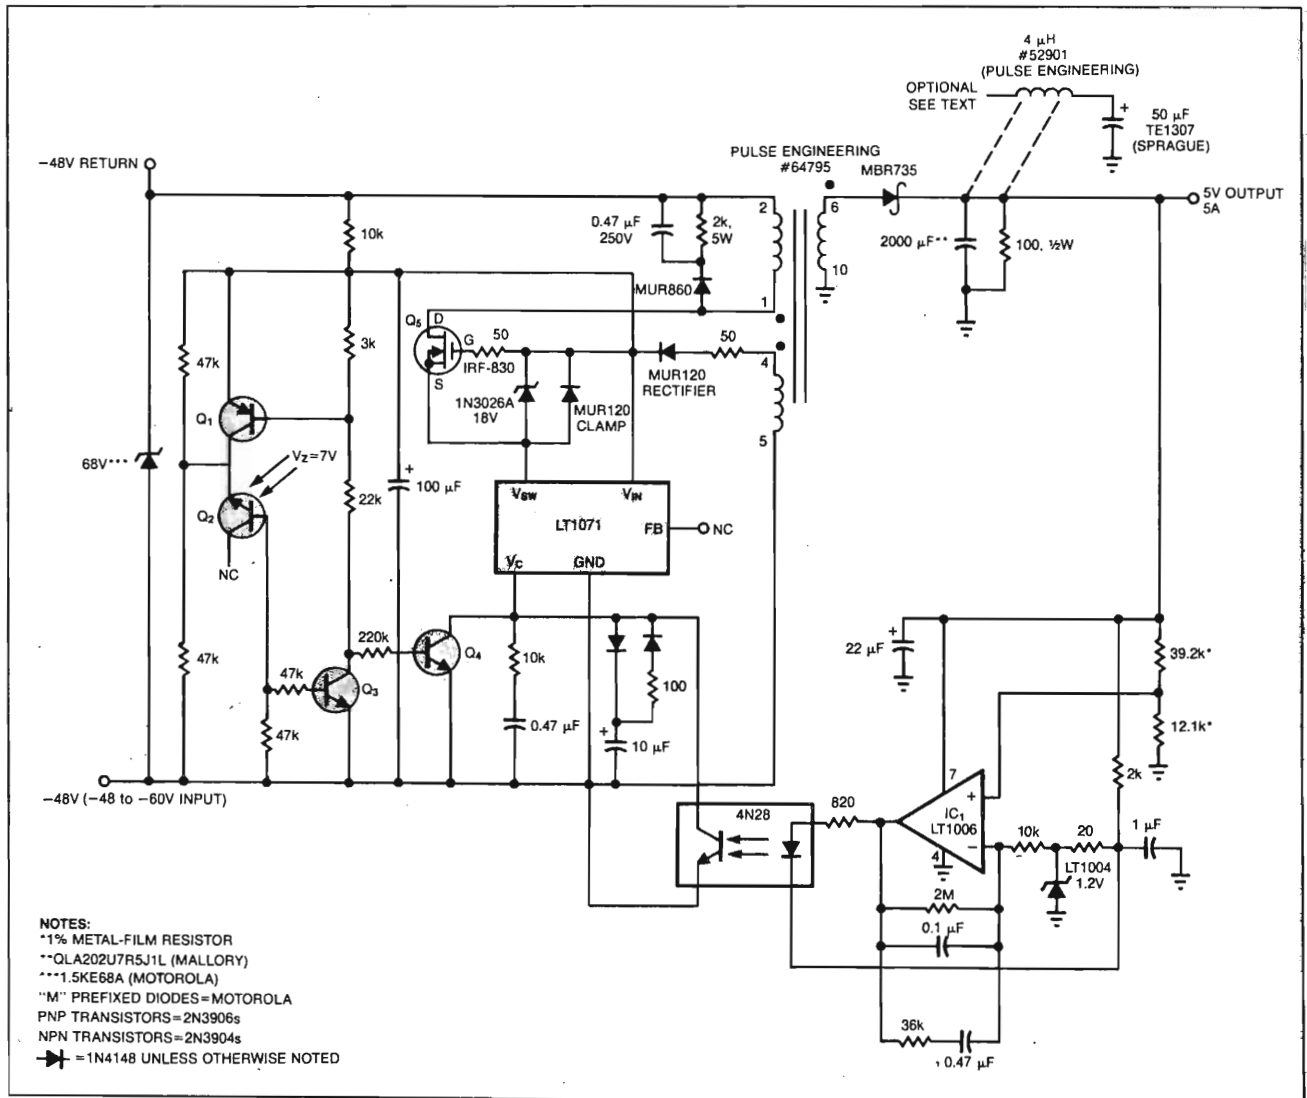 4 µH
#52901
(PULSE ENGINEERING)
OPTIONAL
SEE TEXT
+
50 µF
TE1307
(SPRAGUE)
−48V RETURN
PULSE ENGINEERING
#64795
MBR735
2
6
5V OUTPUT
5A
10k
0.47 µF
250V
2k,
5W
2000 µF**
100, ½W
10
MUR860
1
Q5
D
G
S
50
IRF-830
3k
47k
50
4
MUR120
RECTIFIER
1N3026A
18V
MUR120
CLAMP
Q1
5
68V***
VZ=7V
+
100 µF
22k
Q2
NC
VSW
VIN
LT1071
FB
NC
VC
GND
220k
Q4
47k
47k
Q3
47k
10k
0.47 µF
100
+
10 µF
+
22 µF
39.2k*
12.1k*
2k
−48V (−48 to −60V INPUT)
4N28
820
7
+
IC1
LT1006
−
4
10k
20
1 µF
LT1004
1.2V
2M
0.1 µF
36k
0.47 µF
NOTES:
*1% METAL-FILM RESISTOR
**QLA202U7R5J1L (MALLORY)
***1.5KE68A (MOTOROLA)
"M" PREFIXED DIODES=MOTOROLA
PNP TRANSISTORS=2N3906s
NPN TRANSISTORS=2N3904s
=1N4148 UNLESS OTHERWISE NOTED